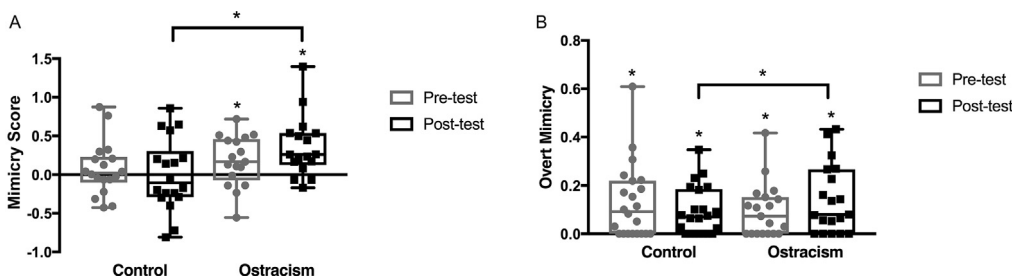 A
B
*
*
*
Mimicry Score
1.5
1.0
0.5
0.0
-0.5
-1.0
Control
Ostracism
Pre-test
Post-test
*
*
*
*
*
Overt Mimicry
0.8
0.6
0.4
0.2
0.0
Control
Ostracism
Pre-test
Post-test